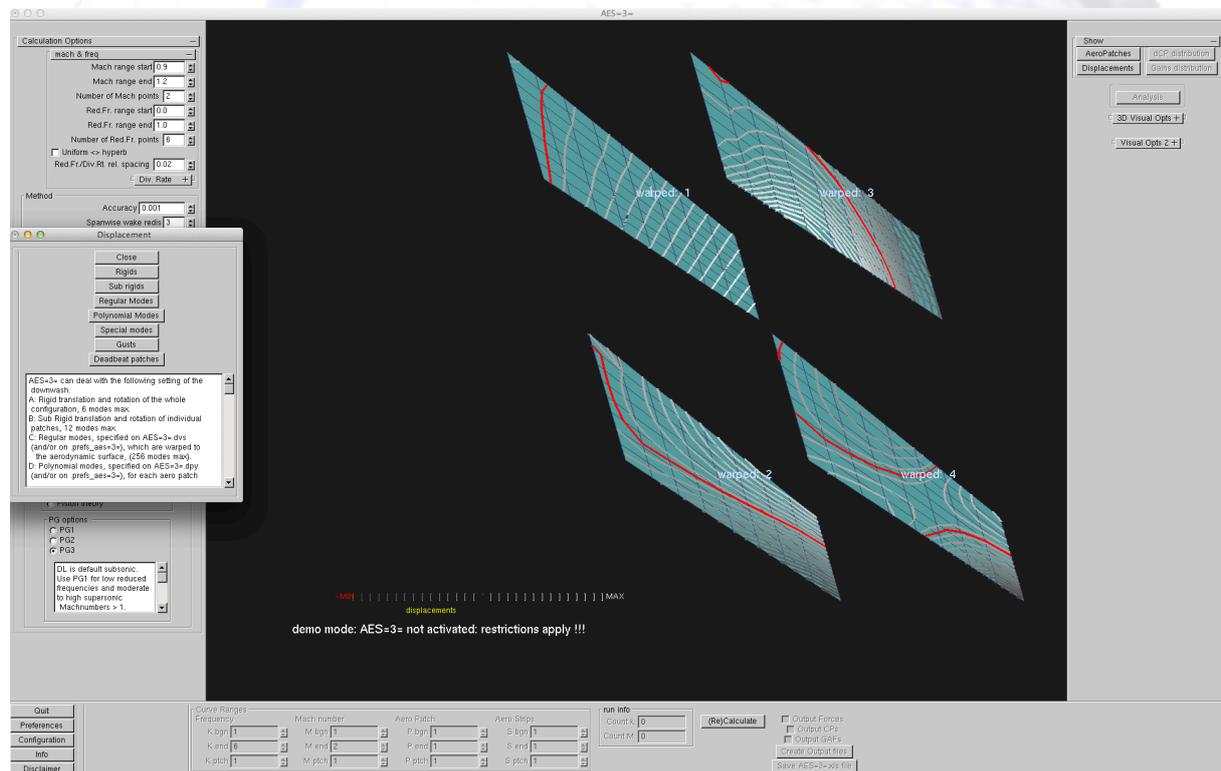 AES=3=
Calculation Options
mach & freq
Mach range start 0.9
Mach range end 1.2
Number of Mach points 2
Red.Fr. range start 0.0
Red.Fr. range end 1.0
Number of Red.Fr. points 6
Uniform <> hyperb
Red.Fr./Div.Rt. rel. spacing 0.02
Div. Rate +
Method
Accuracy 0.001
Spanwise wake redis 3
Displacement
Close
Rigids
Sub rigids
Regular Modes
Polynomial Modes
Special modes
Gusts
Deadbeat patches
AES=3= can deal with the following setting of the
downwash:
A: Rigid translation and rotation of the whole
configuration, 6 modes max.
B: Sub Rigid translation and rotation of individual
patches, 12 modes max.
C: Regular modes, specified on AES=3=.dvs
(and/or on .prefs_aes=3=), which are warped to
the aerodynamic surface, (256 modes max).
D: Polynomial modes, specified on AES=3=.dpy
(and/or on .prefs_aes=3=), for each aero patch
Piston theory
PG options
PG1
PG2
PG3
DL is default subsonic.
Use PG1 for low reduced
frequencies and moderate
to high supersonic
Machnumbers > 1.
warped: 1
warped: 3
warped: 2
warped: 4
-MIN
MAX
displacements
demo mode: AES=3= not activated: restrictions apply !!!
Show
AeroPatches
dCP distribution
Displacements
Gains distribution
Analysis
3D Visual Opts +
Visual Opts 2 +
Quit
Preferences
Configuration
Info
Disclaimer
Curve Ranges
Frequency
K.bgn 1
K.end 6
K.ptch 1
Mach number
M bgn 1
M end 2
M ptch 1
Aero Patch
P.bgn 1
P.end 1
P.ptch 1
Aero Strips
S bgn 1
S end 1
S ptch 1
run info
Count k: 0
Count M: 0
(Re)Calculate
Output Forces
Output CPs
Output GAFs
Create Output files
Save AES=3=.xls file